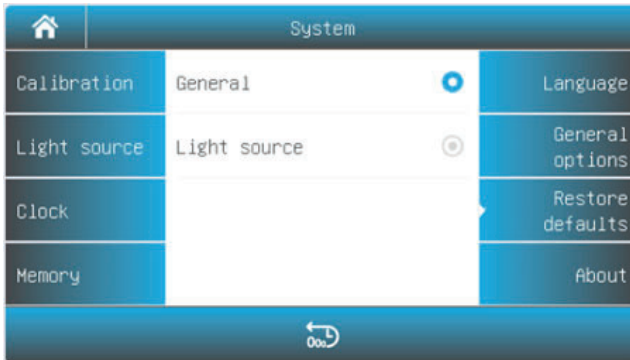 System
Calibration
General
Language
Light source
Light source
General
options
Clock
Restore
defaults
Memory
About